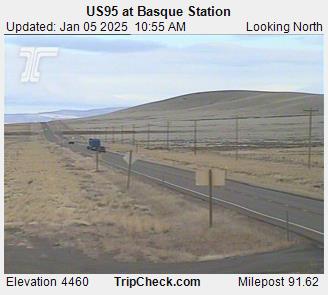 US95 at Basque Station
Updated: Jan 05 2025 10:55 AM Looking North
Elevation 4460 TripCheck.com Milepost 91.62